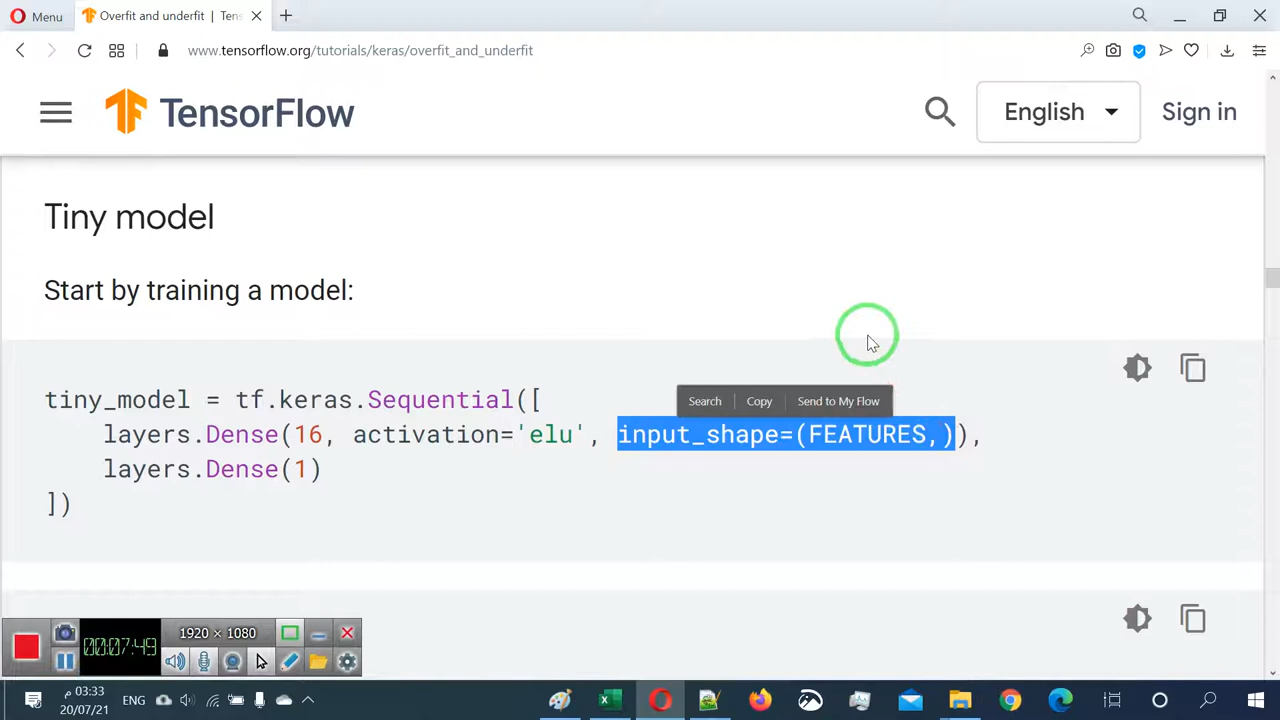 Menu
Overfit and underfit | Tens
www.tensorflow.org/tutorials/keras/overfit_and_underfit
TensorFlow
English
Sign in
Tiny model
Start by training a model:
Search Copy Send to My Flow
tiny_model = tf.keras.Sequential([
layers.Dense(16, activation='elu', input_shape=(FEATURES,)),
layers.Dense(1)
])
00:07:49
1920 × 1080
ENG
03:33 م
20/07/21